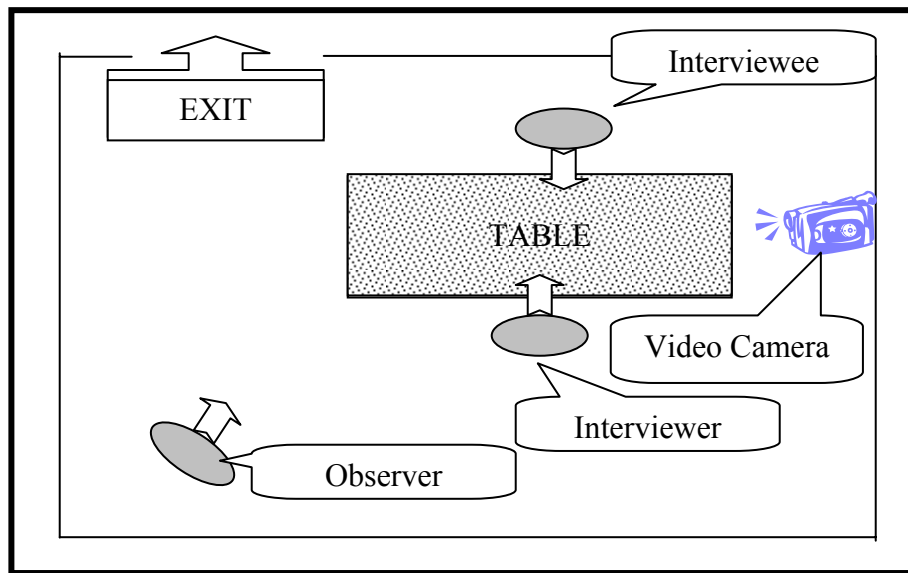 Interviewee
EXIT
TABLE
Video Camera
Interviewer
Observer